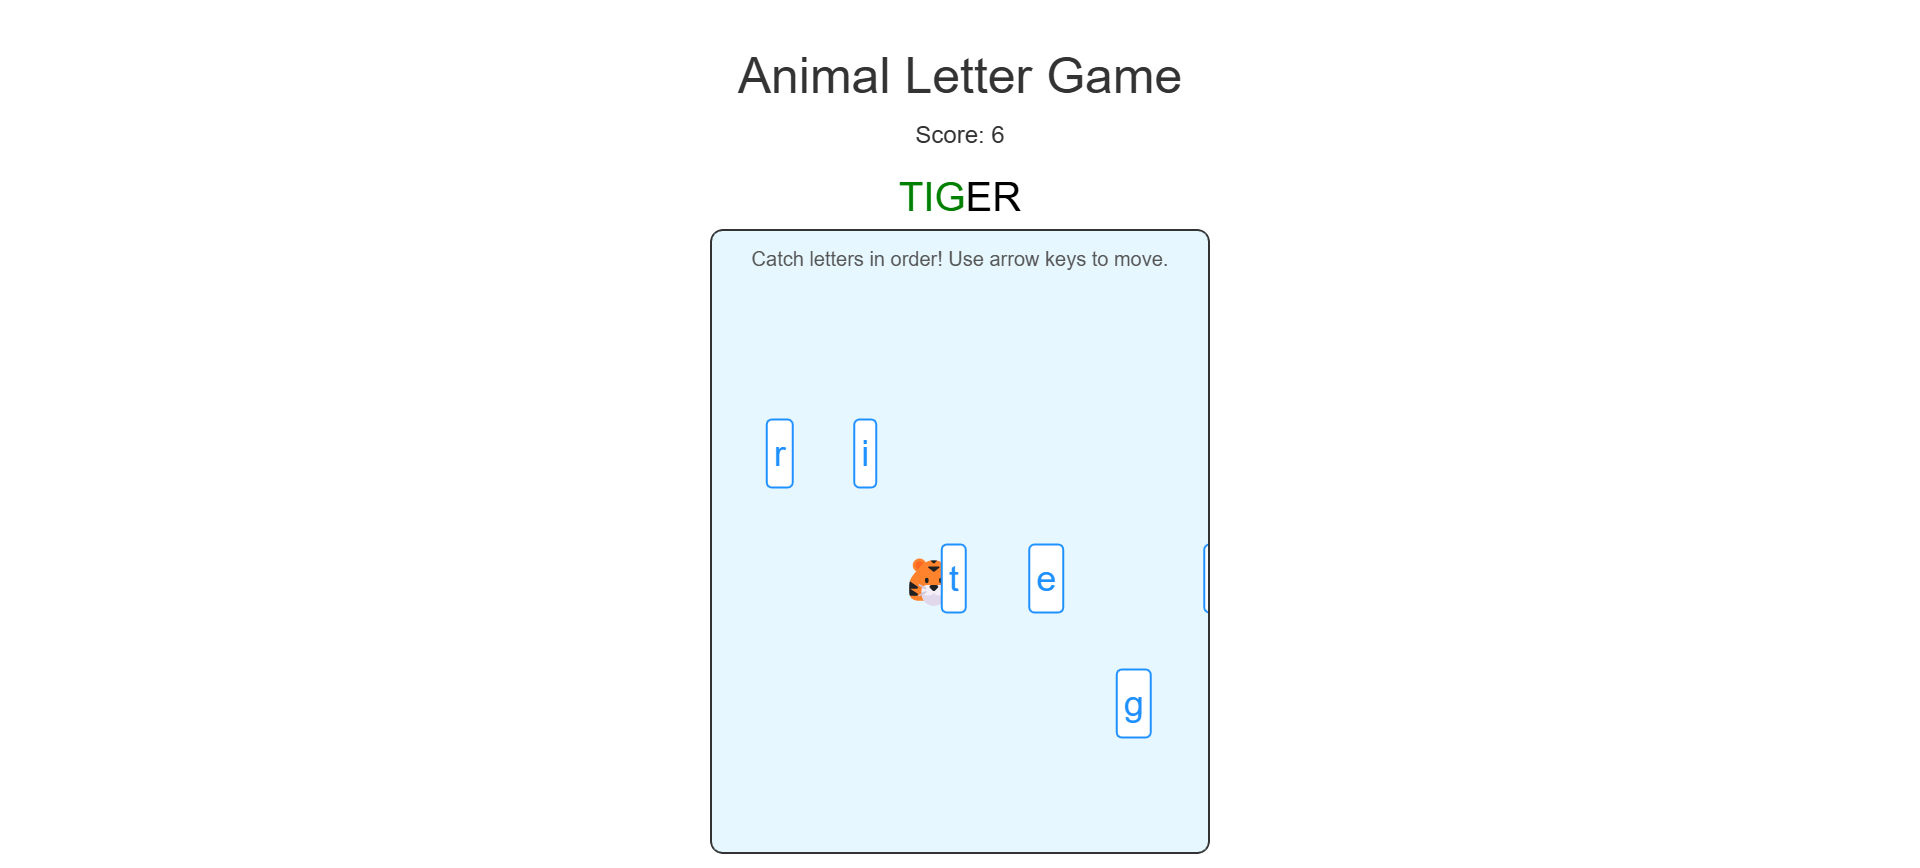 Animal Letter Game
Score: 6
TIGER
Catch letters in order! Use arrow keys to move.
r i
t e
g